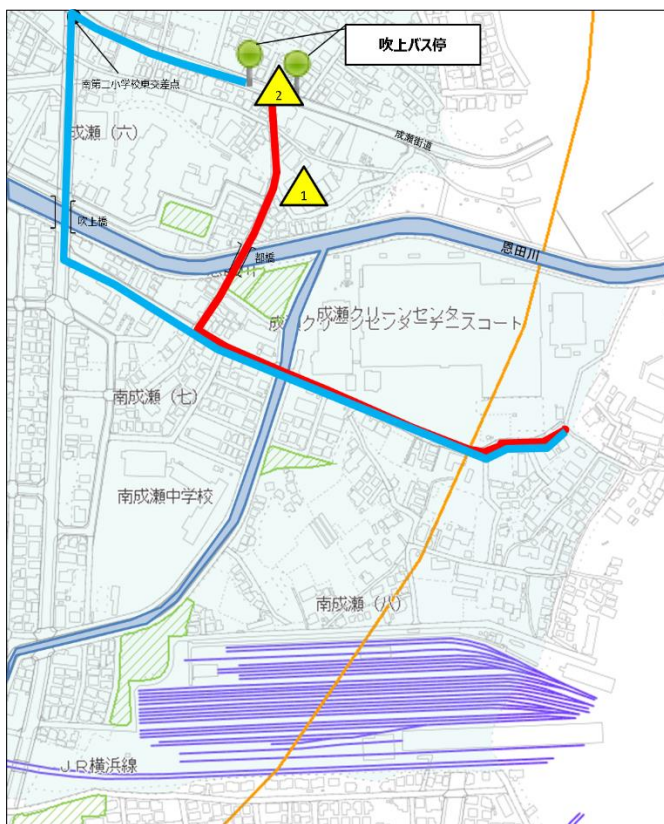 吹上バス停
南第二小学校東交差点
2
成瀬街道
成瀬（六）
1
吹上橋
都橋
恩田川
成瀬クリーンセンター
成瀬クリーンセンターテニスコート
南成瀬（七）
南成瀬中学校
南成瀬（八）
ＪＲ横浜線